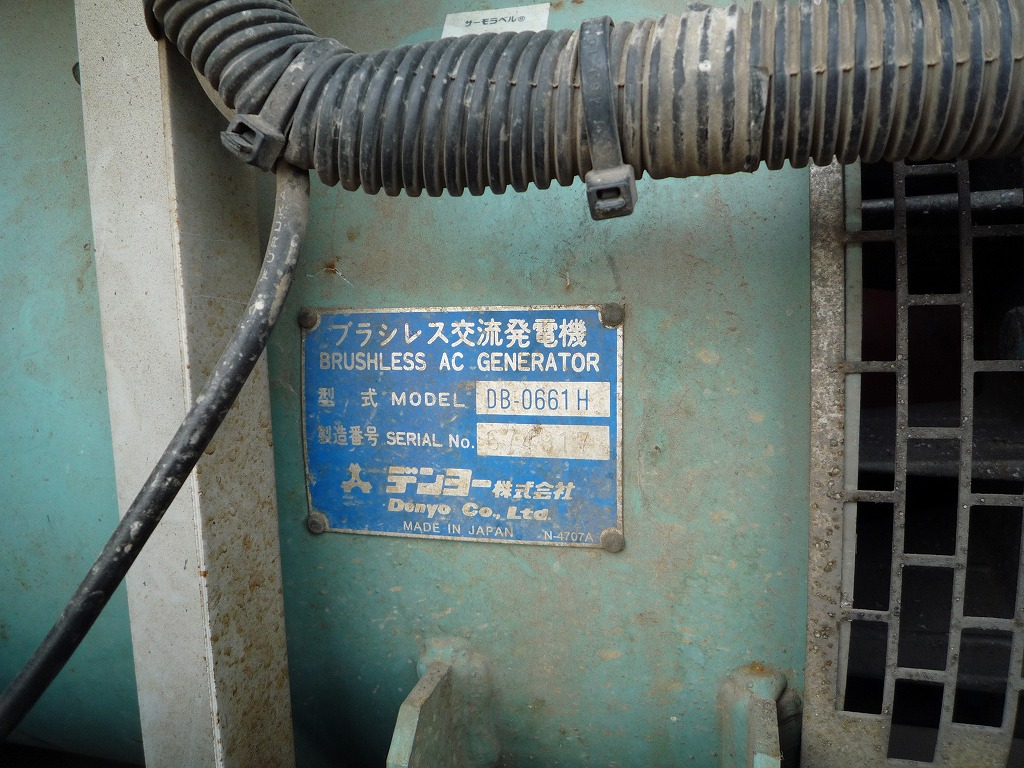 サーモラベル®
ブラシレス交流発電機
BRUSHLESS AC GENERATOR
型 式 MODEL DB-0661H
製造番号 SERIAL No.
デンヨー株式会社
Denyo Co., Ltd.
MADE IN JAPAN N-4707A